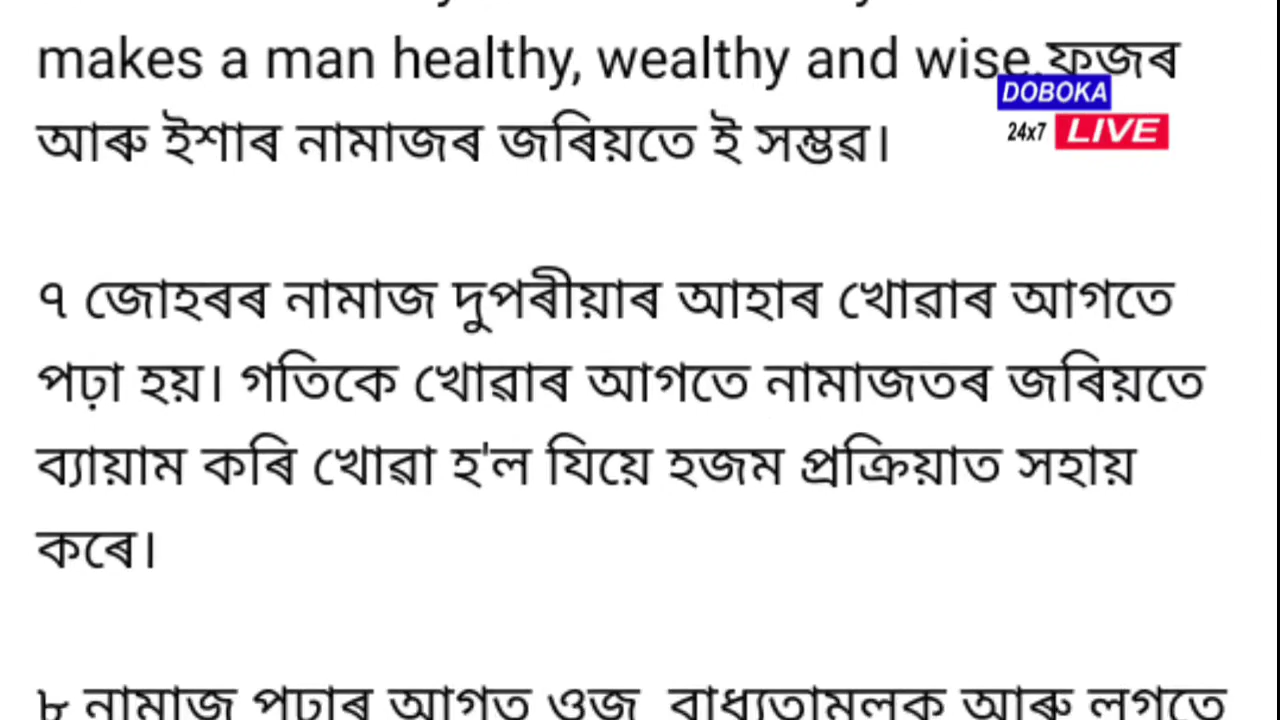 makes a man healthy, wealthy and wise.ফজৰ
DOBOKA
24x7 LIVE
আৰু ইশাৰ নামাজৰ জৰিয়তে ই সম্ভৱ।
৭ জোহৰৰ নামাজ দুপৰীয়াৰ আহাৰ খোৱাৰ আগতে
পঢ়া হয়। গতিকে খোৱাৰ আগতে নামাজতৰ জৰিয়তে
ব্যায়াম কৰি খোৱা হ'ল যিয়ে হজম প্ৰক্ৰিয়াত সহায়
কৰে।
৮ নামাজ পঢ়াৰ আগত ওজু বাধ্যতামূলক আৰু লগতে